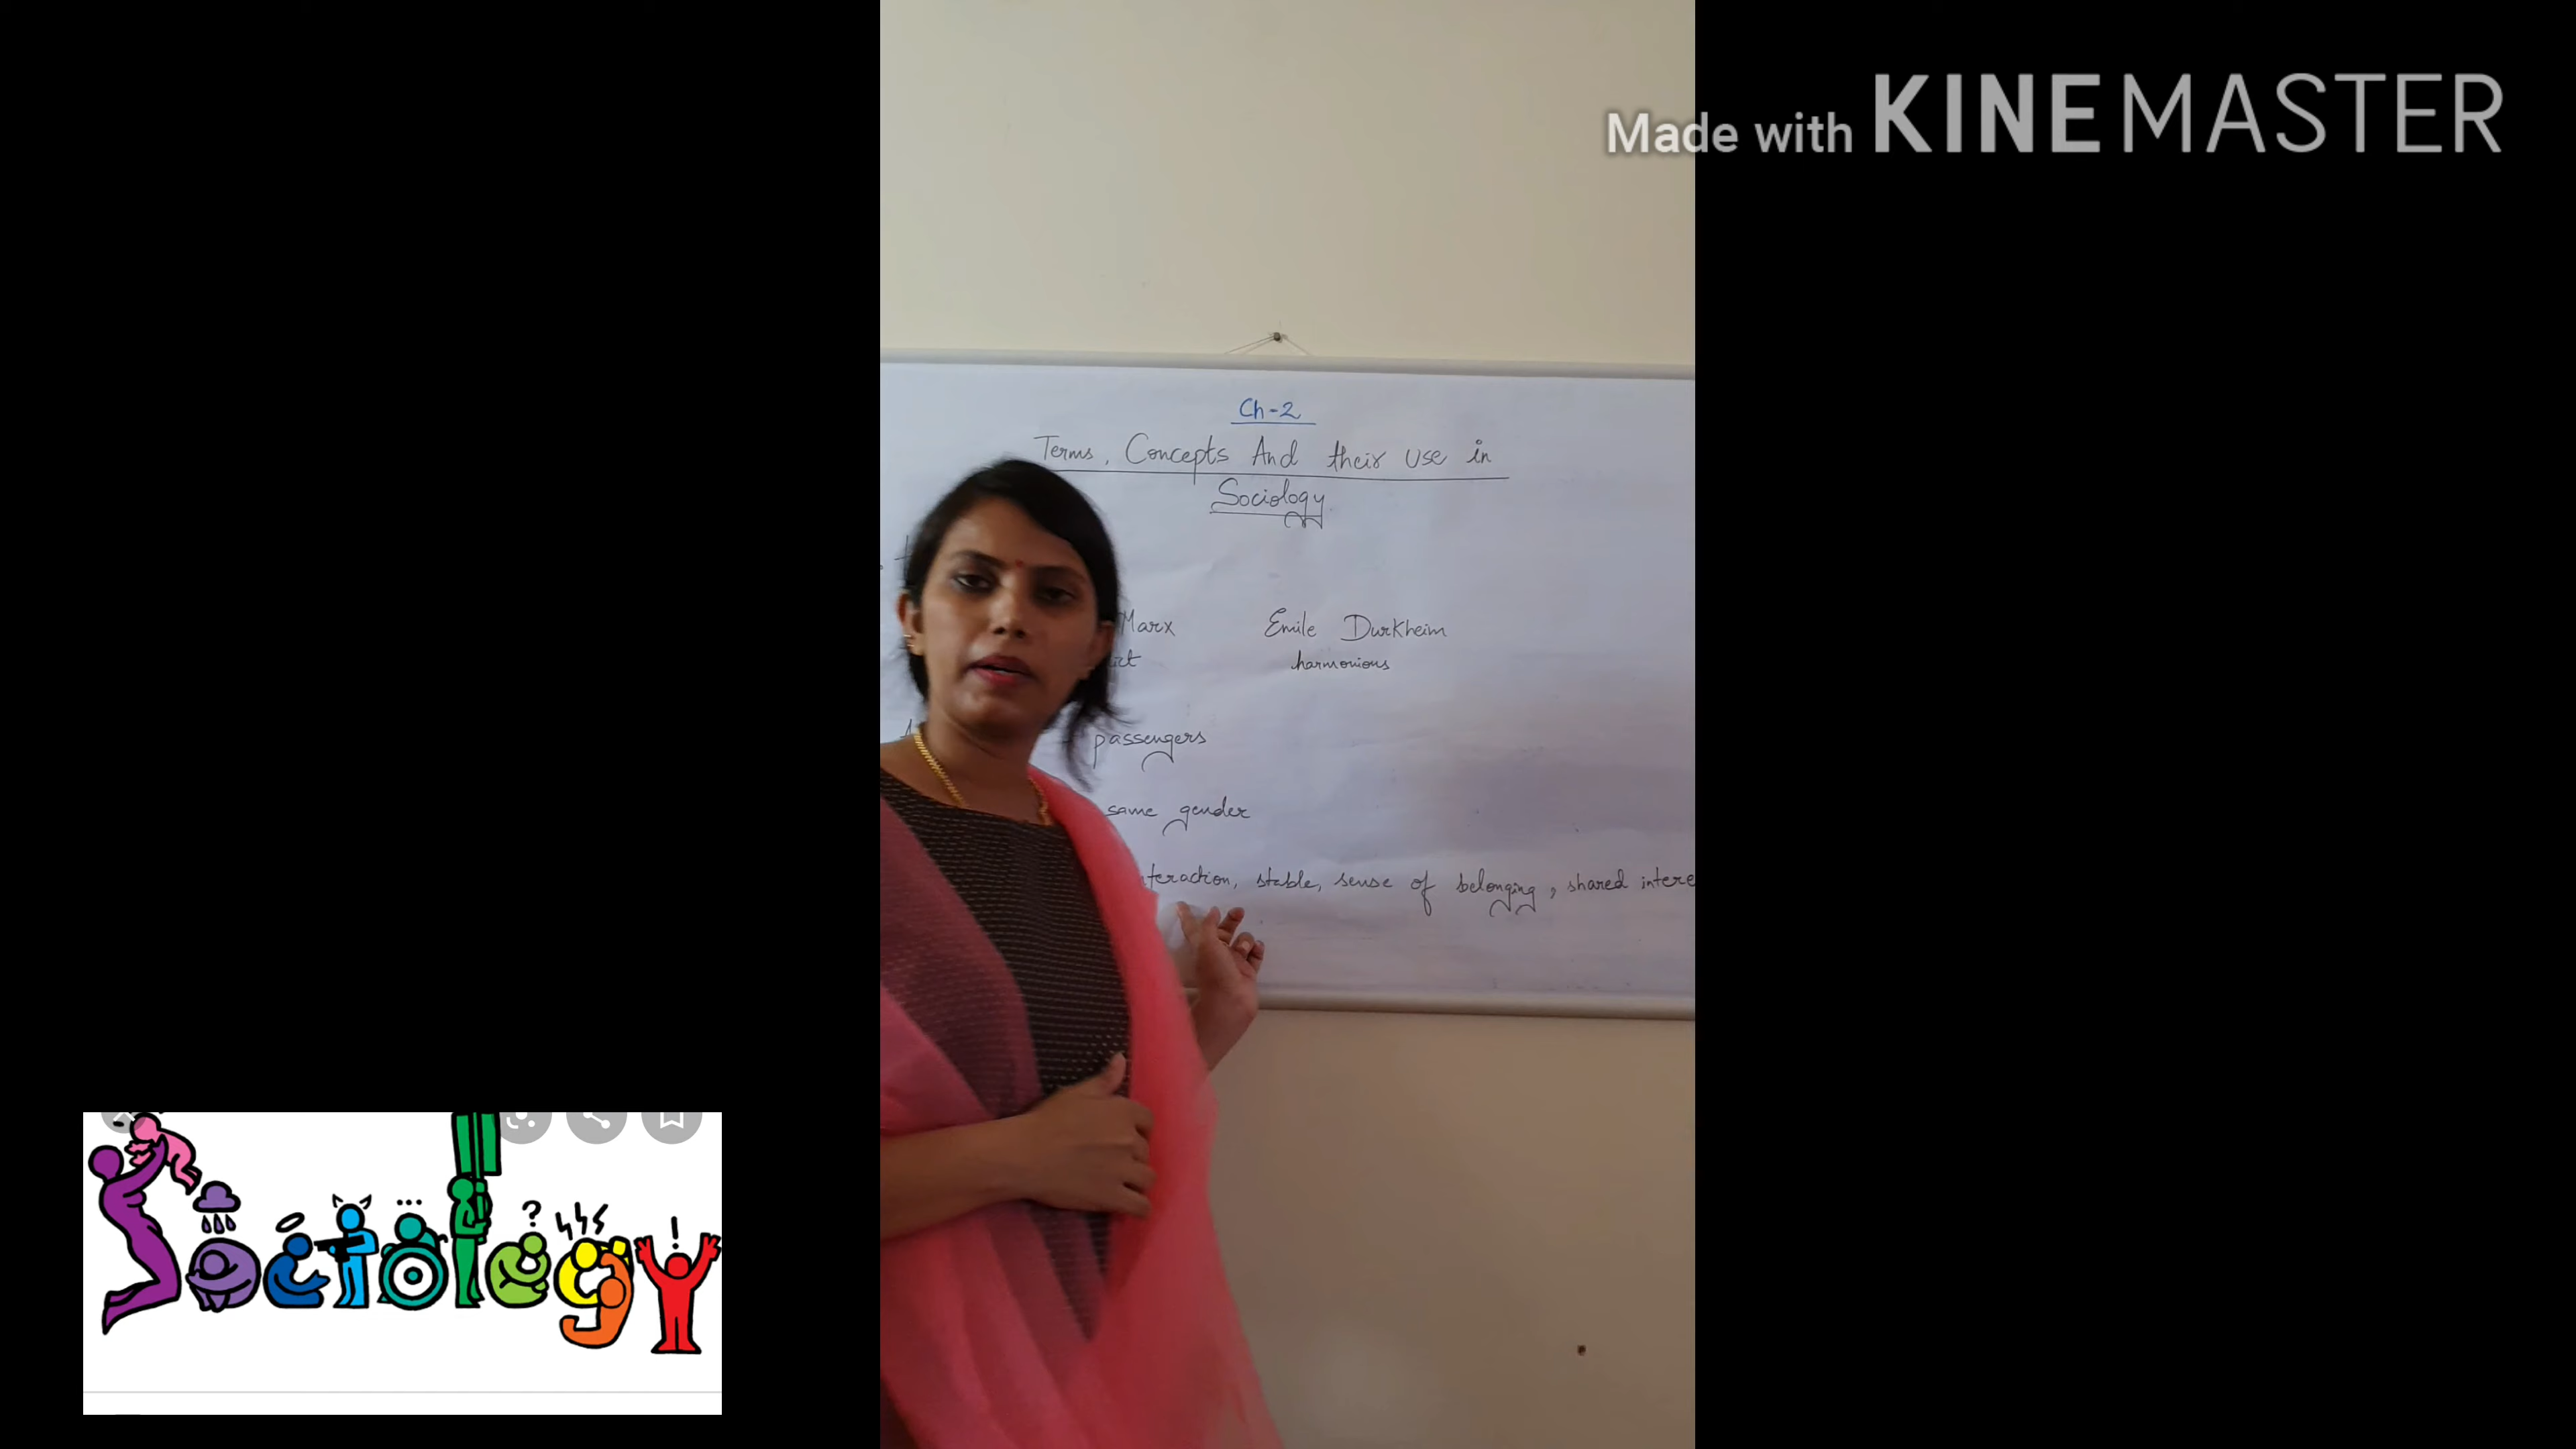 Made with KINEMASTER
Ch-2
Terms, Concepts And their use in
Sociology
Marx Emile Durkheim
harmonious
passengers
same gender
nteraction, stable, sense of belonging, shared intere
Sociology